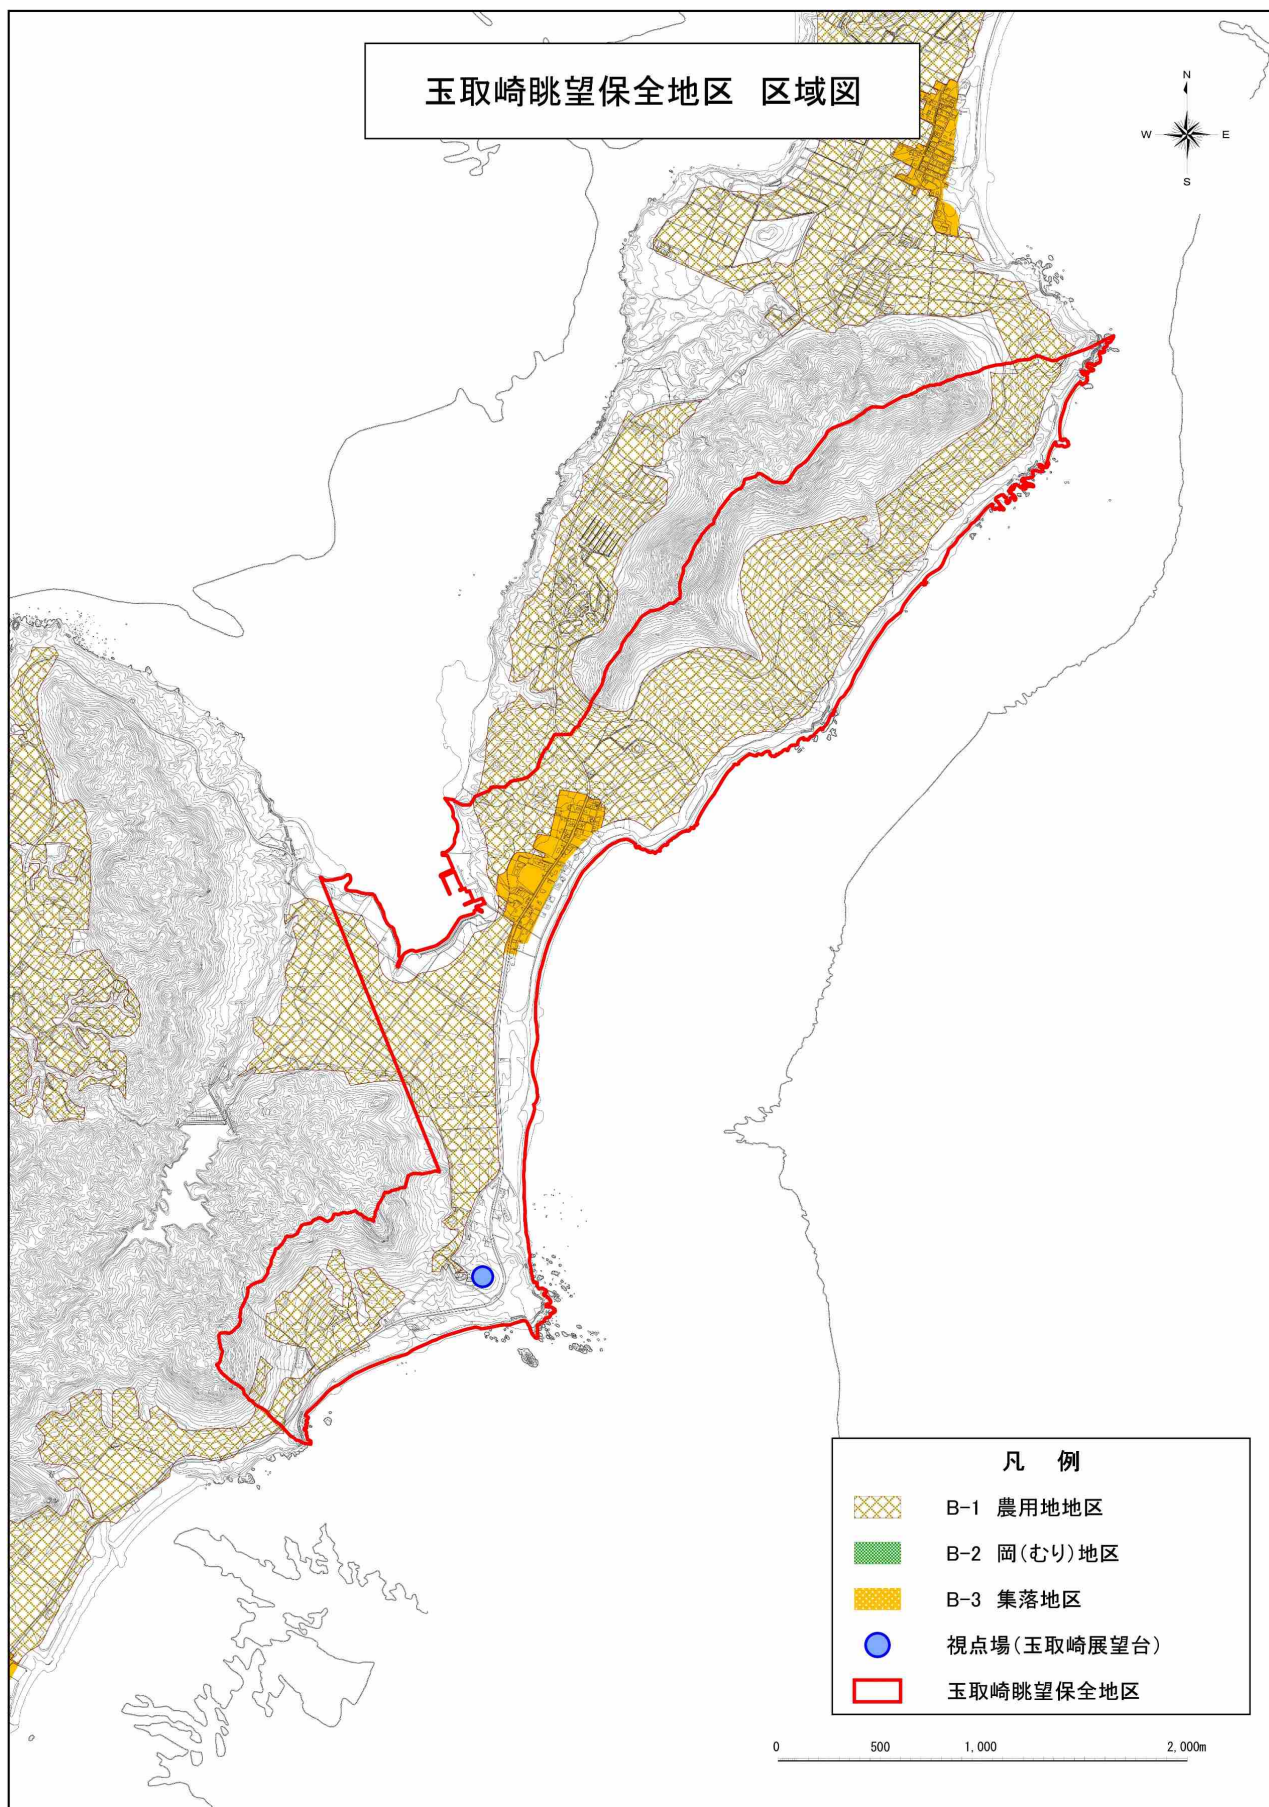 玉取崎眺望保全地区 区域図
N
W E
S
凡 例
B-1 農用地地区
B-2 岡(むり)地区
B-3 集落地区
視点場(玉取崎展望台)
玉取崎眺望保全地区
0 500 1,000 2,000m